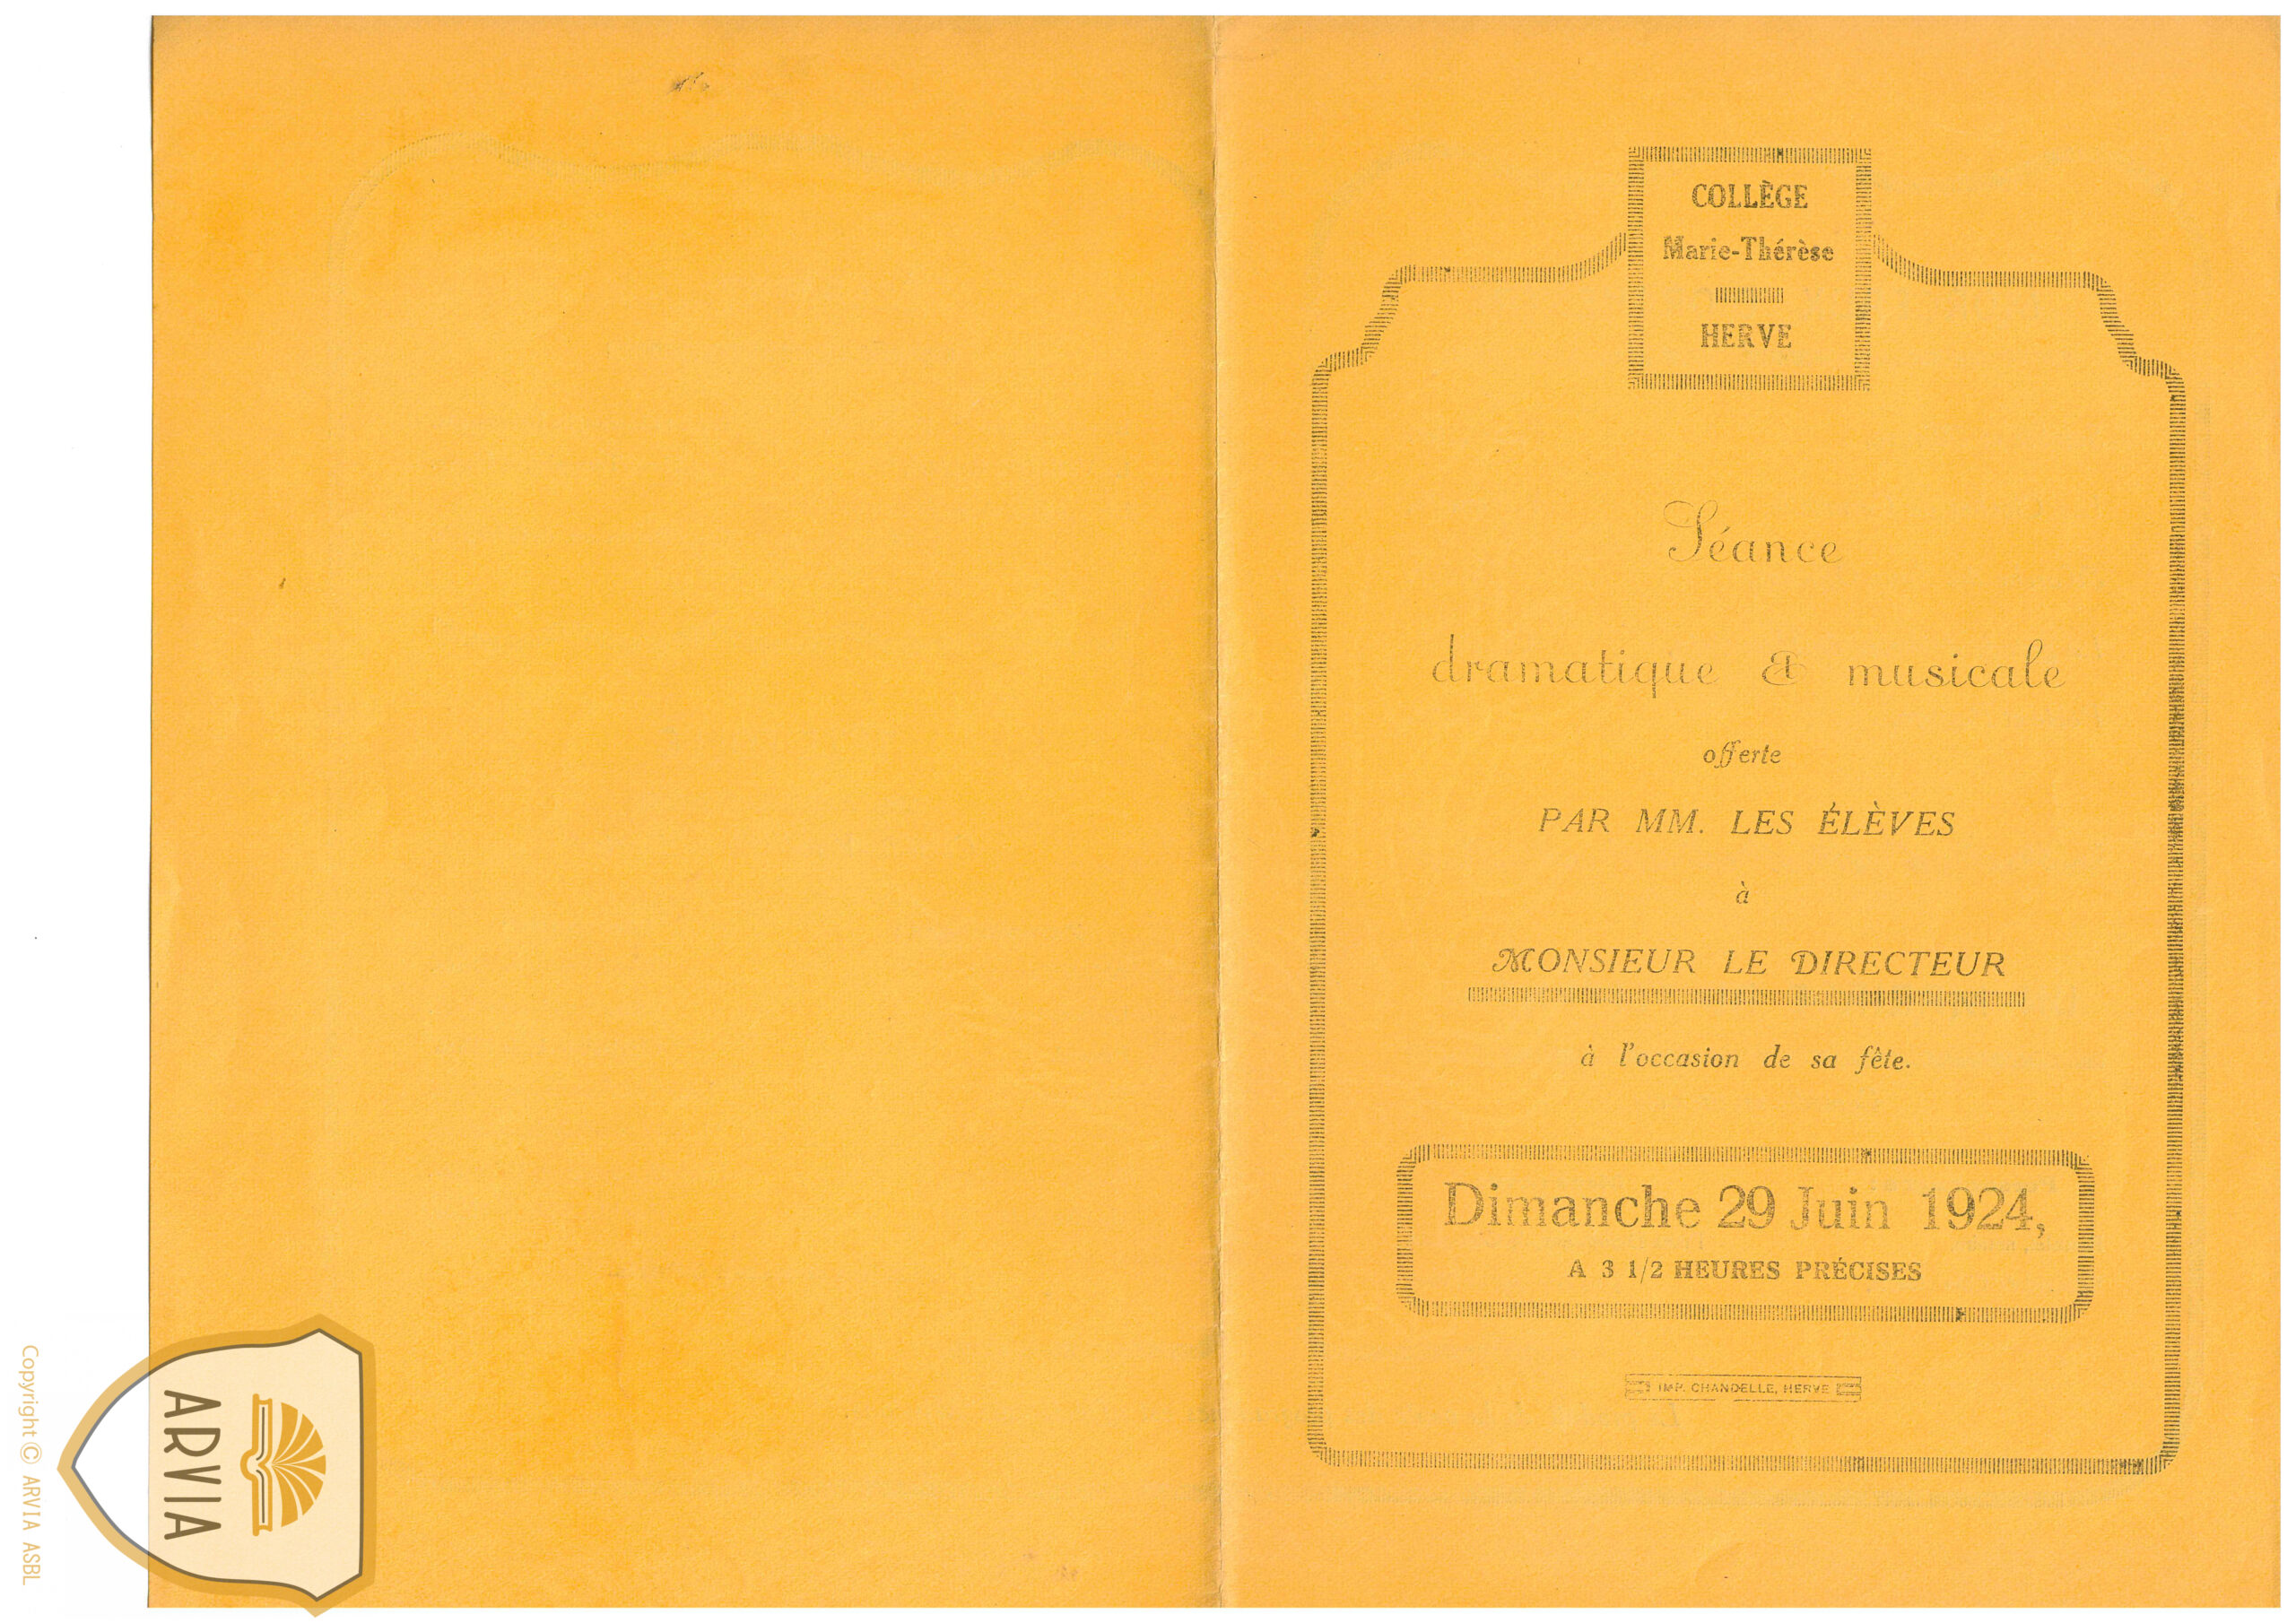 COLLÈGE
Marie-Thérèse
HERVE
Séance
dramatique & musicale
offerte
PAR MM. LES ÉLÈVES
à
MONSIEUR LE DIRECTEUR
à l'occasion de sa fête.
Dimanche 29 Juin 1924,
A 3 1/2 HEURES PRÉCISES
IMP. CHANDELLE, HERVE
ARVIA
Copyright © ARVIA ASBL